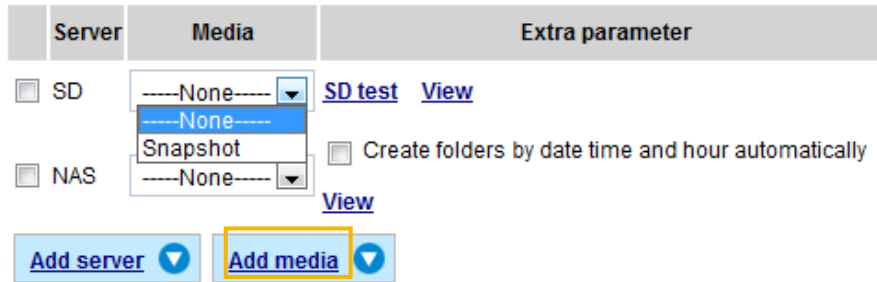 Server Media Extra parameter
SD -----None----- SD test View
-----None-----
Snapshot
Create folders by date time and hour automatically
NAS -----None-----
View
Add server Add media